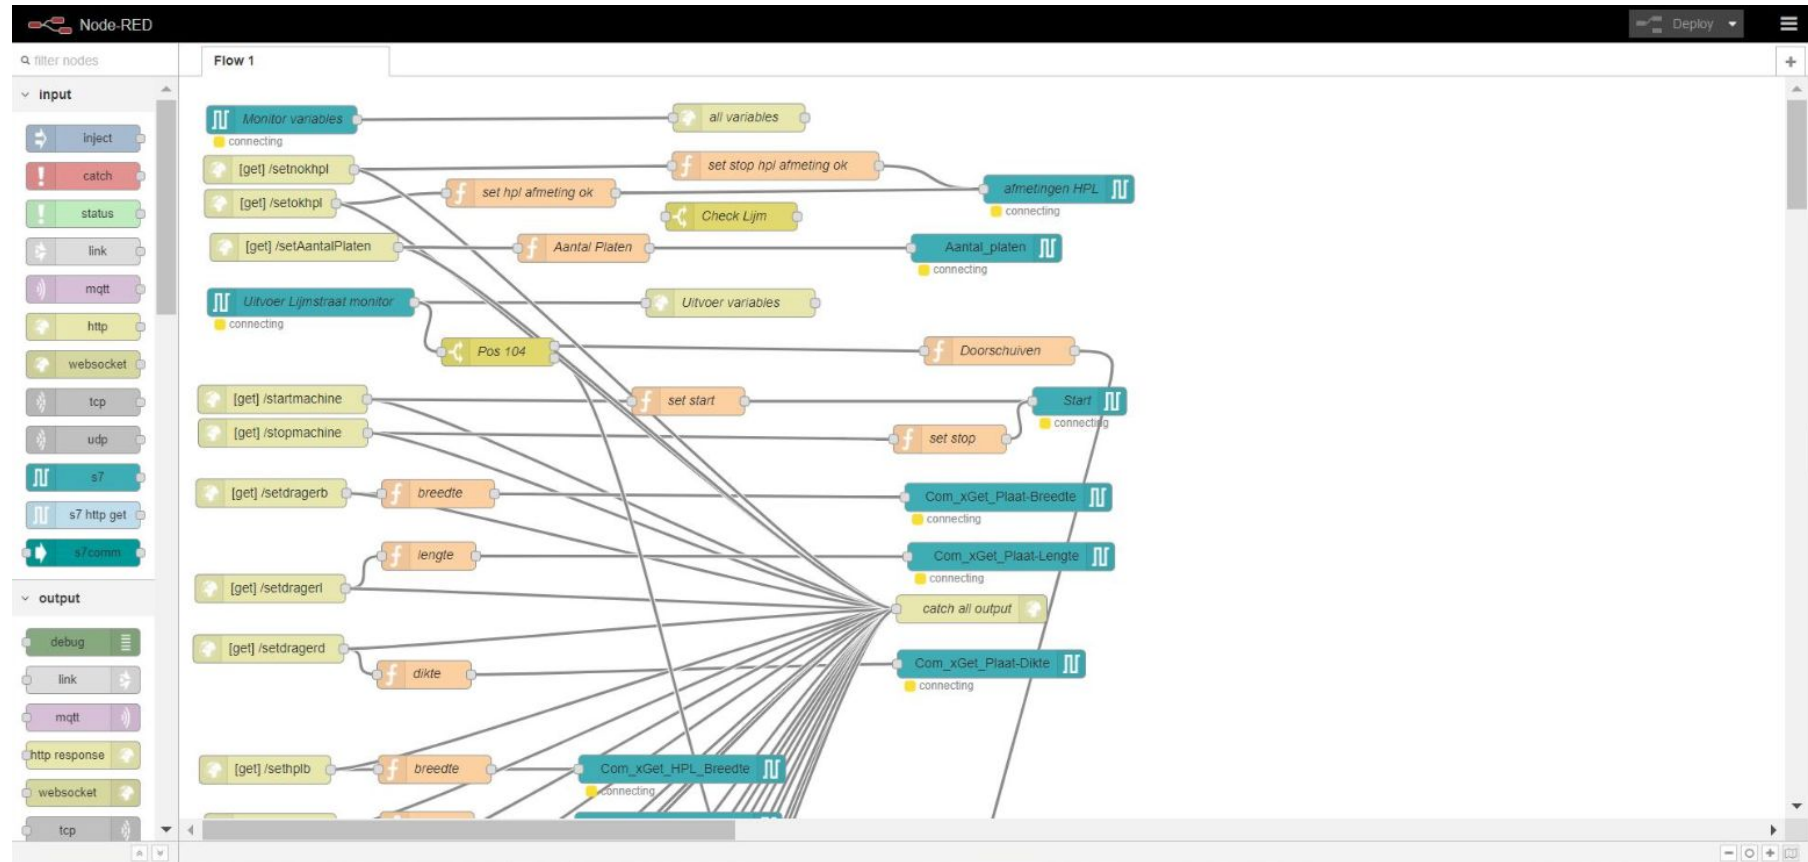 Node-RED
Deploy
filter nodes
Flow 1
input
inject
catch
status
link
mqtt
http
websocket
tcp
udp
s7
s7 http get
s7comm
output
debug
link
mqtt
http response
websocket
tcp
Monitor variables
connecting
all variables
[get] /setnokhpl
set stop hpl afmeting ok
[get] /setokhpl
set hpl afmeting ok
afmetingen HPL
connecting
Check Lijm
[get] /setAantalPlaten
Aantal Platen
Aantal_platen
connecting
Uitvoer Lijmstraat monitor
connecting
Uitvoer variables
Pos 104
Doorschuiven
[get] /startmachine
set start
Start
connecting
[get] /stopmachine
set stop
[get] /setdragerb
breedte
Com_xGet_Plaat-Breedte
connecting
lengte
Com_xGet_Plaat-Lengte
connecting
[get] /setdragerl
catch all output
[get] /setdragerd
dikte
Com_xGet_Plaat-Dikte
connecting
[get] /sethplb
breedte
Com_xGet_HPL_Breedte
connecting